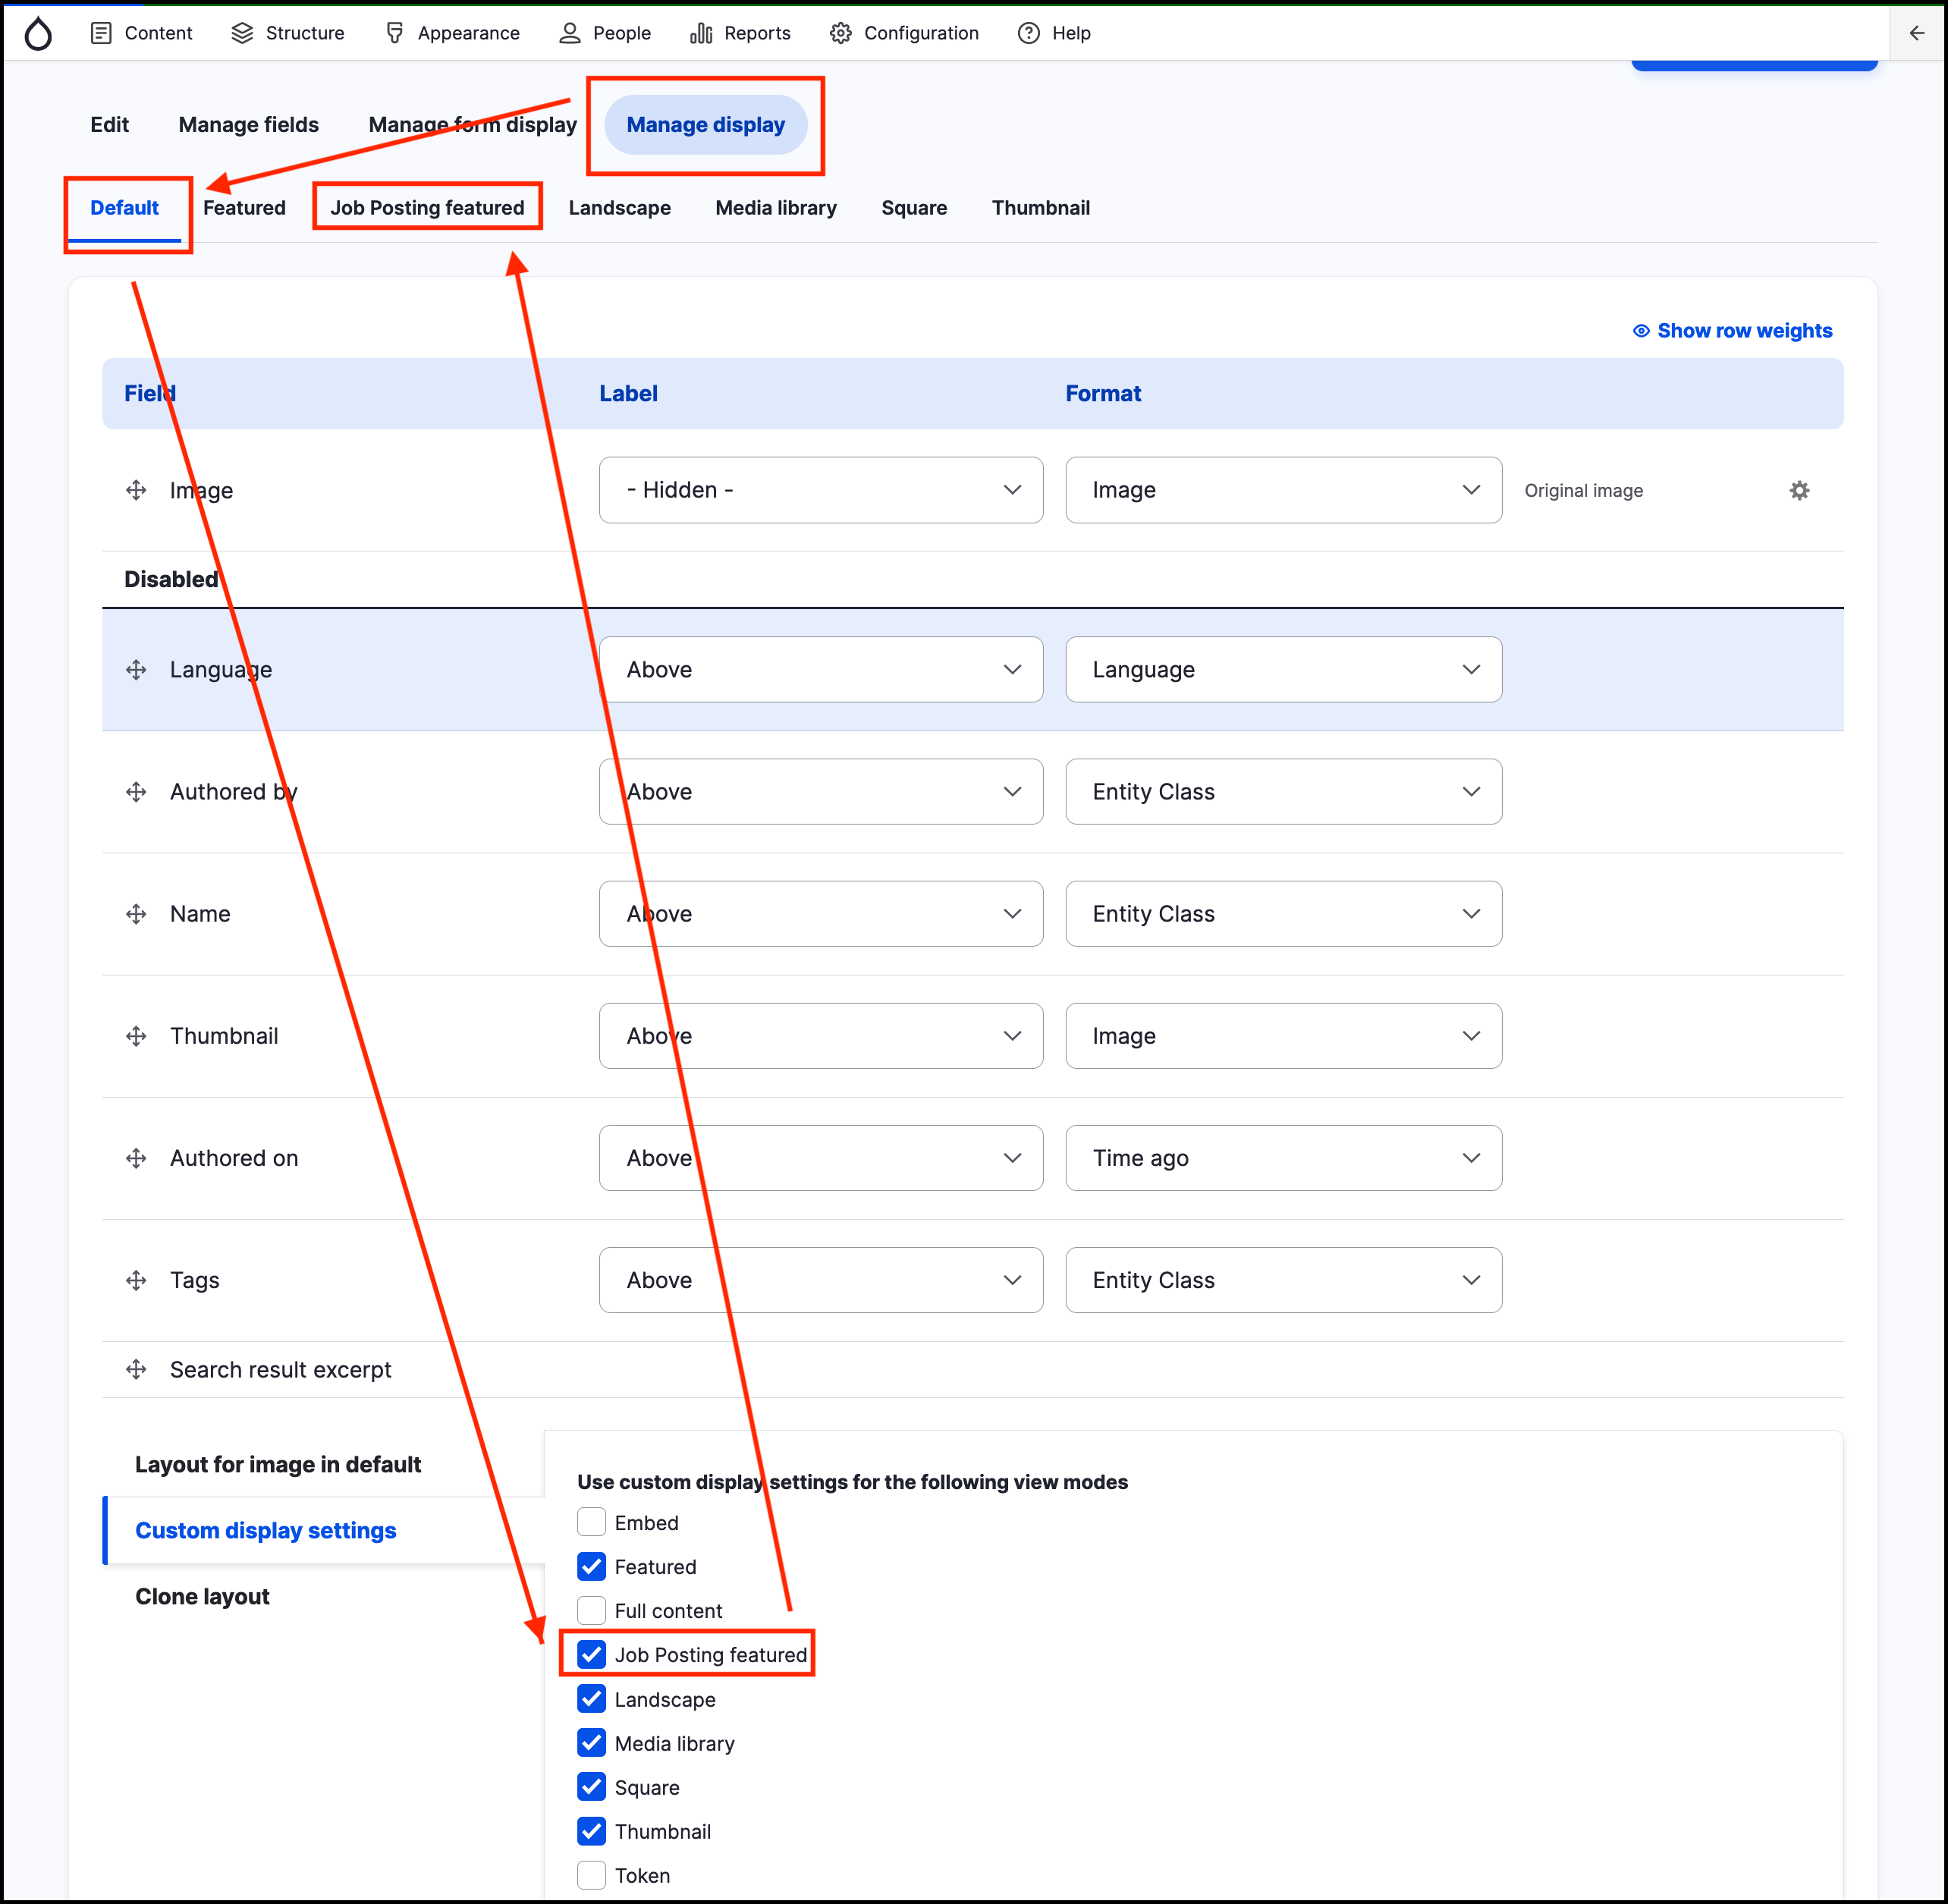 Content Structure Appearance People Reports Configuration Help
Edit Manage fields Manage form display Manage display
Default Featured Job Posting featured Landscape Media library Square Thumbnail
Show row weights
Field Label Format
Image - Hidden - Image Original image
Disabled
Language Above Language
Authored by Above Entity Class
Name Above Entity Class
Thumbnail Above Image
Authored on Above Time ago
Tags Above Entity Class
Search result excerpt
Layout for image in default
Custom display settings
Clone layout
Use custom display settings for the following view modes
Embed
Featured
Full content
Job Posting featured
Landscape
Media library
Square
Thumbnail
Token